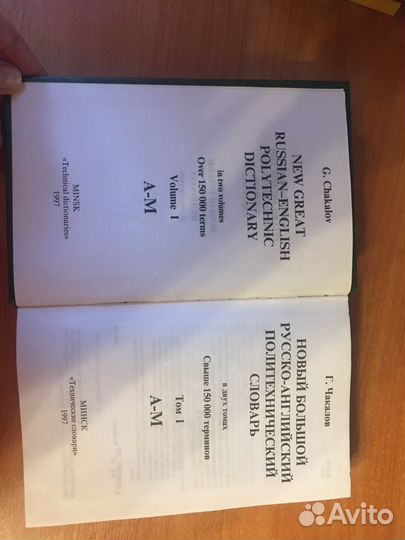 G. Chakalov
NEW GREAT
RUSSIAN-ENGLISH
POLYTECHNIC
DICTIONARY
in two volumes
Over 150 000 terms
Volume I
A-M
MINSK
«Technical dictionaries»
1997
Г. Чакалов
НОВЫЙ БОЛЬШОЙ
РУССКО-АНГЛИЙСКИЙ
ПОЛИТЕХНИЧЕСКИЙ
СЛОВАРЬ
в двух томах
Свыше 150 000 терминов
Том I
А-М
МИНСК
«Технические словари»
1997
Avito